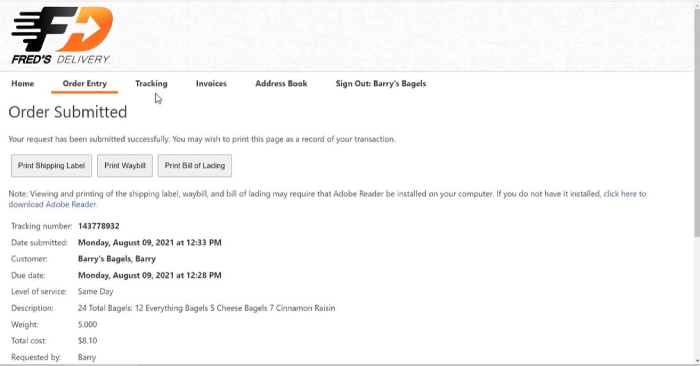 FD
FRED'S DELIVERY
Home Order Entry Tracking Invoices Address Book Sign Out: Barry's Bagels
Order Submitted
Your request has been submitted successfully. You may wish to print this page as a record of your transaction.
Print Shipping Label Print Waybill Print Bill of Lading
Note: Viewing and printing of the shipping label, waybill, and bill of lading may require that Adobe Reader be installed on your computer. If you do not have it installed, click here to
download Adobe Reader.
Tracking number: 143778932
Date submitted: Monday, August 09, 2021 at 12:33 PM
Customer: Barry's Bagels, Barry
Due date: Monday, August 09, 2021 at 12:28 PM
Level of service: Same Day
Description: 24 Total Bagels: 12 Everything Bagels 5 Cheese Bagels 7 Cinnamon Raisin
Weight: 5.000
Total cost: $8.10
Requested by: Barry